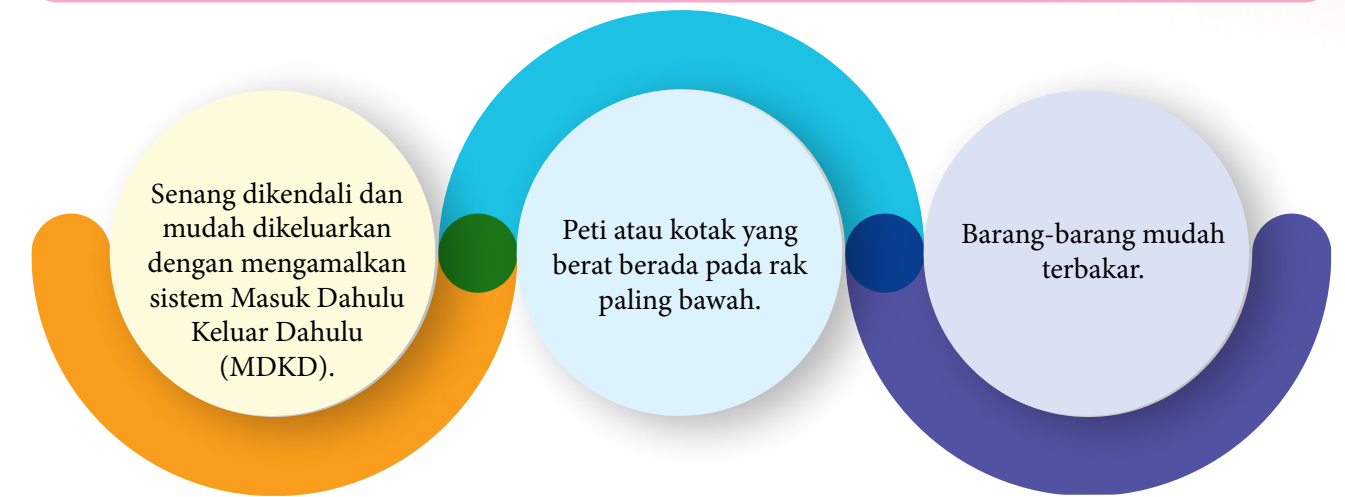 Senang dikendali dan
mudah dikeluarkan
dengan mengamalkan
sistem Masuk Dahulu
Keluar Dahulu
(MDKD).
Peti atau kotak yang
berat berada pada rak
paling bawah.
Barang-barang mudah
terbakar.